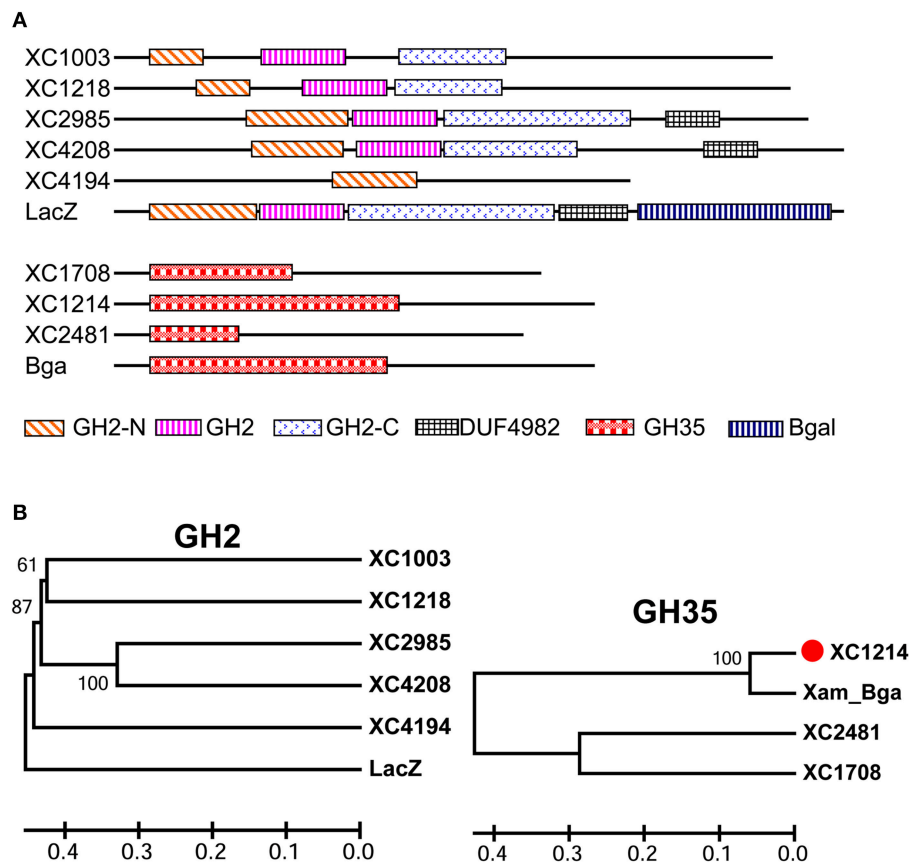 A
XC1003
XC1218
XC2985
XC4208
XC4194
LacZ
XC1708
XC1214
XC2481
Bga
GH2-N GH2 GH2-C DUF4982 GH35 Bgal
B
GH2
61
87
100
XC1003
XC1218
XC2985
XC4208
XC4194
LacZ
0.4 0.3 0.2 0.1 0.0
GH35
100
XC1214
Xam_Bga
XC2481
XC1708
0.4 0.3 0.2 0.1 0.0